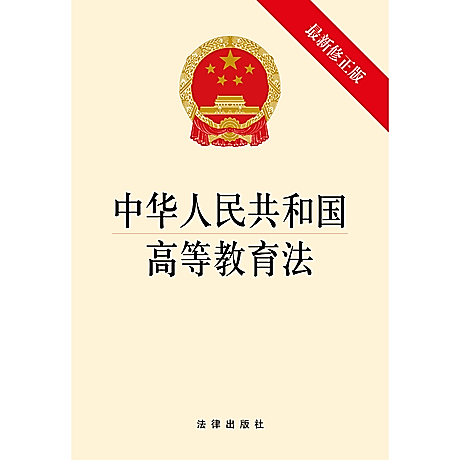 最新修正版
中华人民共和国
高等教育法
法律出版社